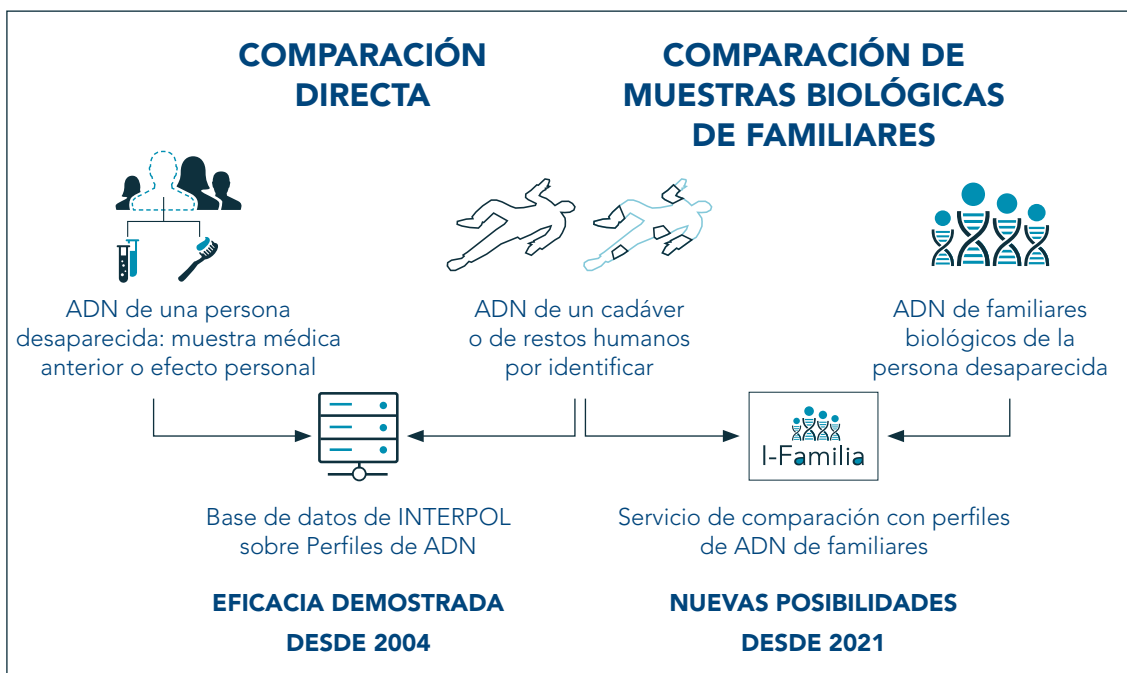 COMPARACIÓN
DIRECTA
COMPARACIÓN DE
MUESTRAS BIOLÓGICAS
DE FAMILIARES
ADN de una persona
desaparecida: muestra médica
anterior o efecto personal
ADN de un cadáver
o de restos humanos
por identificar
ADN de familiares
biológicos de la
persona desaparecida
I-Familia
Base de datos de INTERPOL
sobre Perfiles de ADN
Servicio de comparación con perfiles
de ADN de familiares
EFICACIA DEMOSTRADA
DESDE 2004
NUEVAS POSIBILIDADES
DESDE 2021